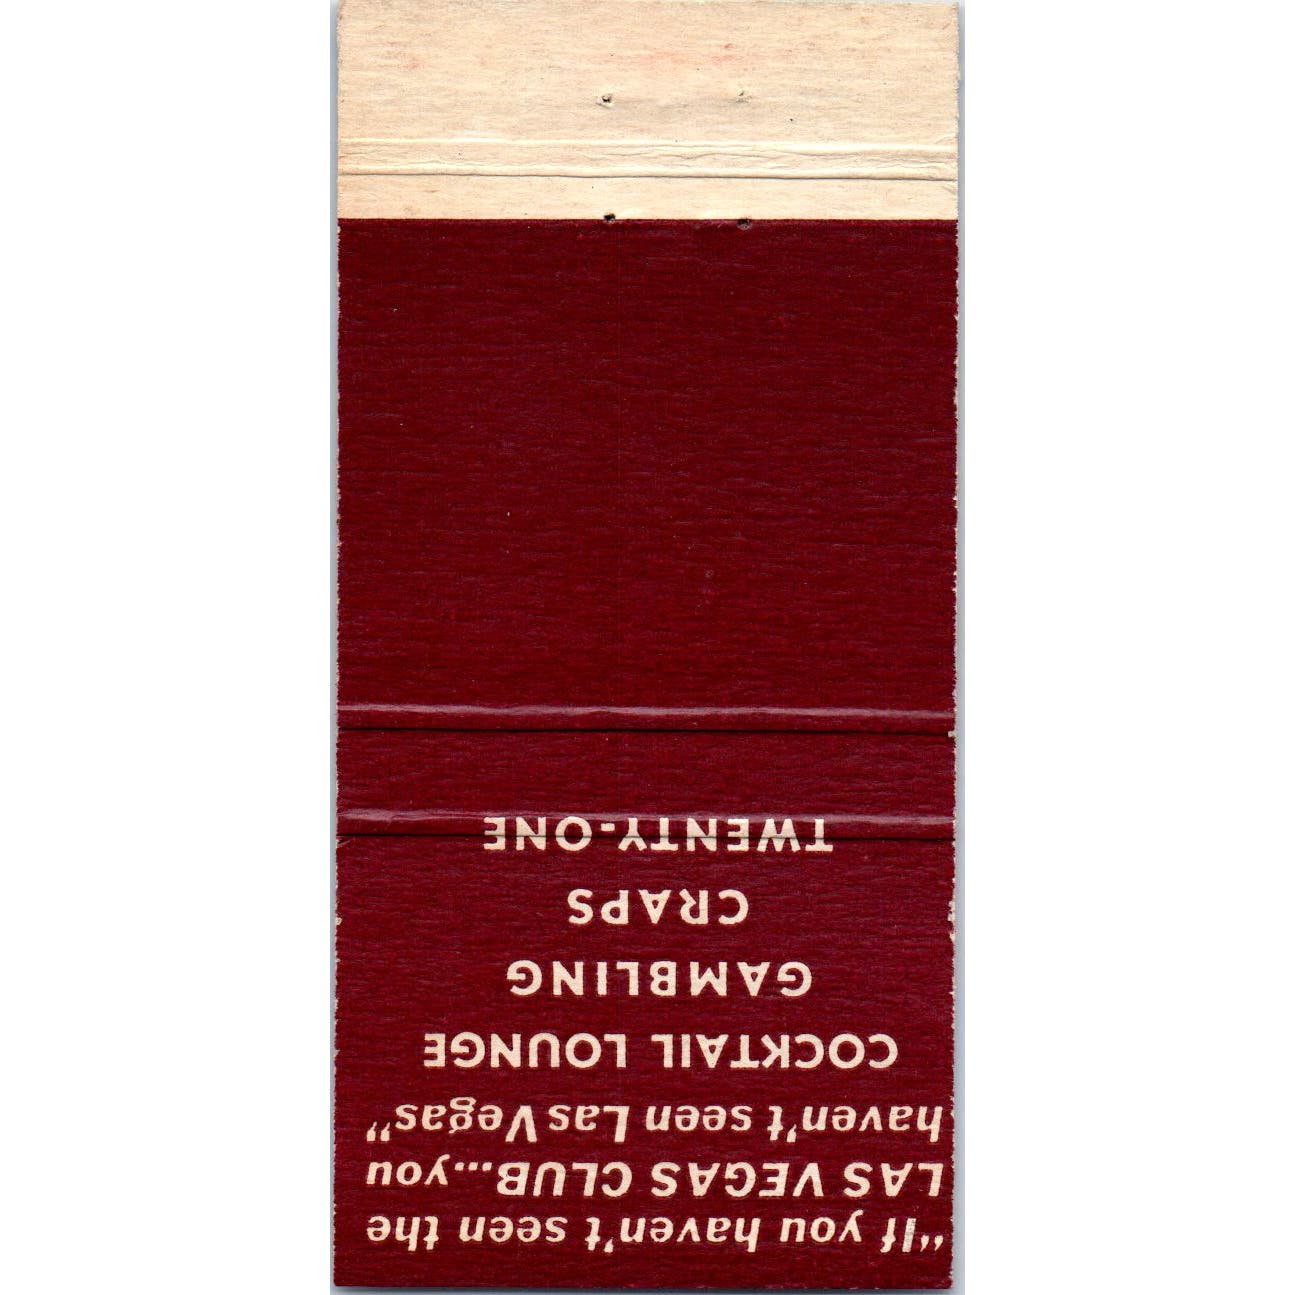 "If you haven't seen the
LAS VEGAS CLUB...you
haven't seen Las Vegas"
COCKTAIL LOUNGE
GAMBLING
CRAPS
TWENTY-ONE